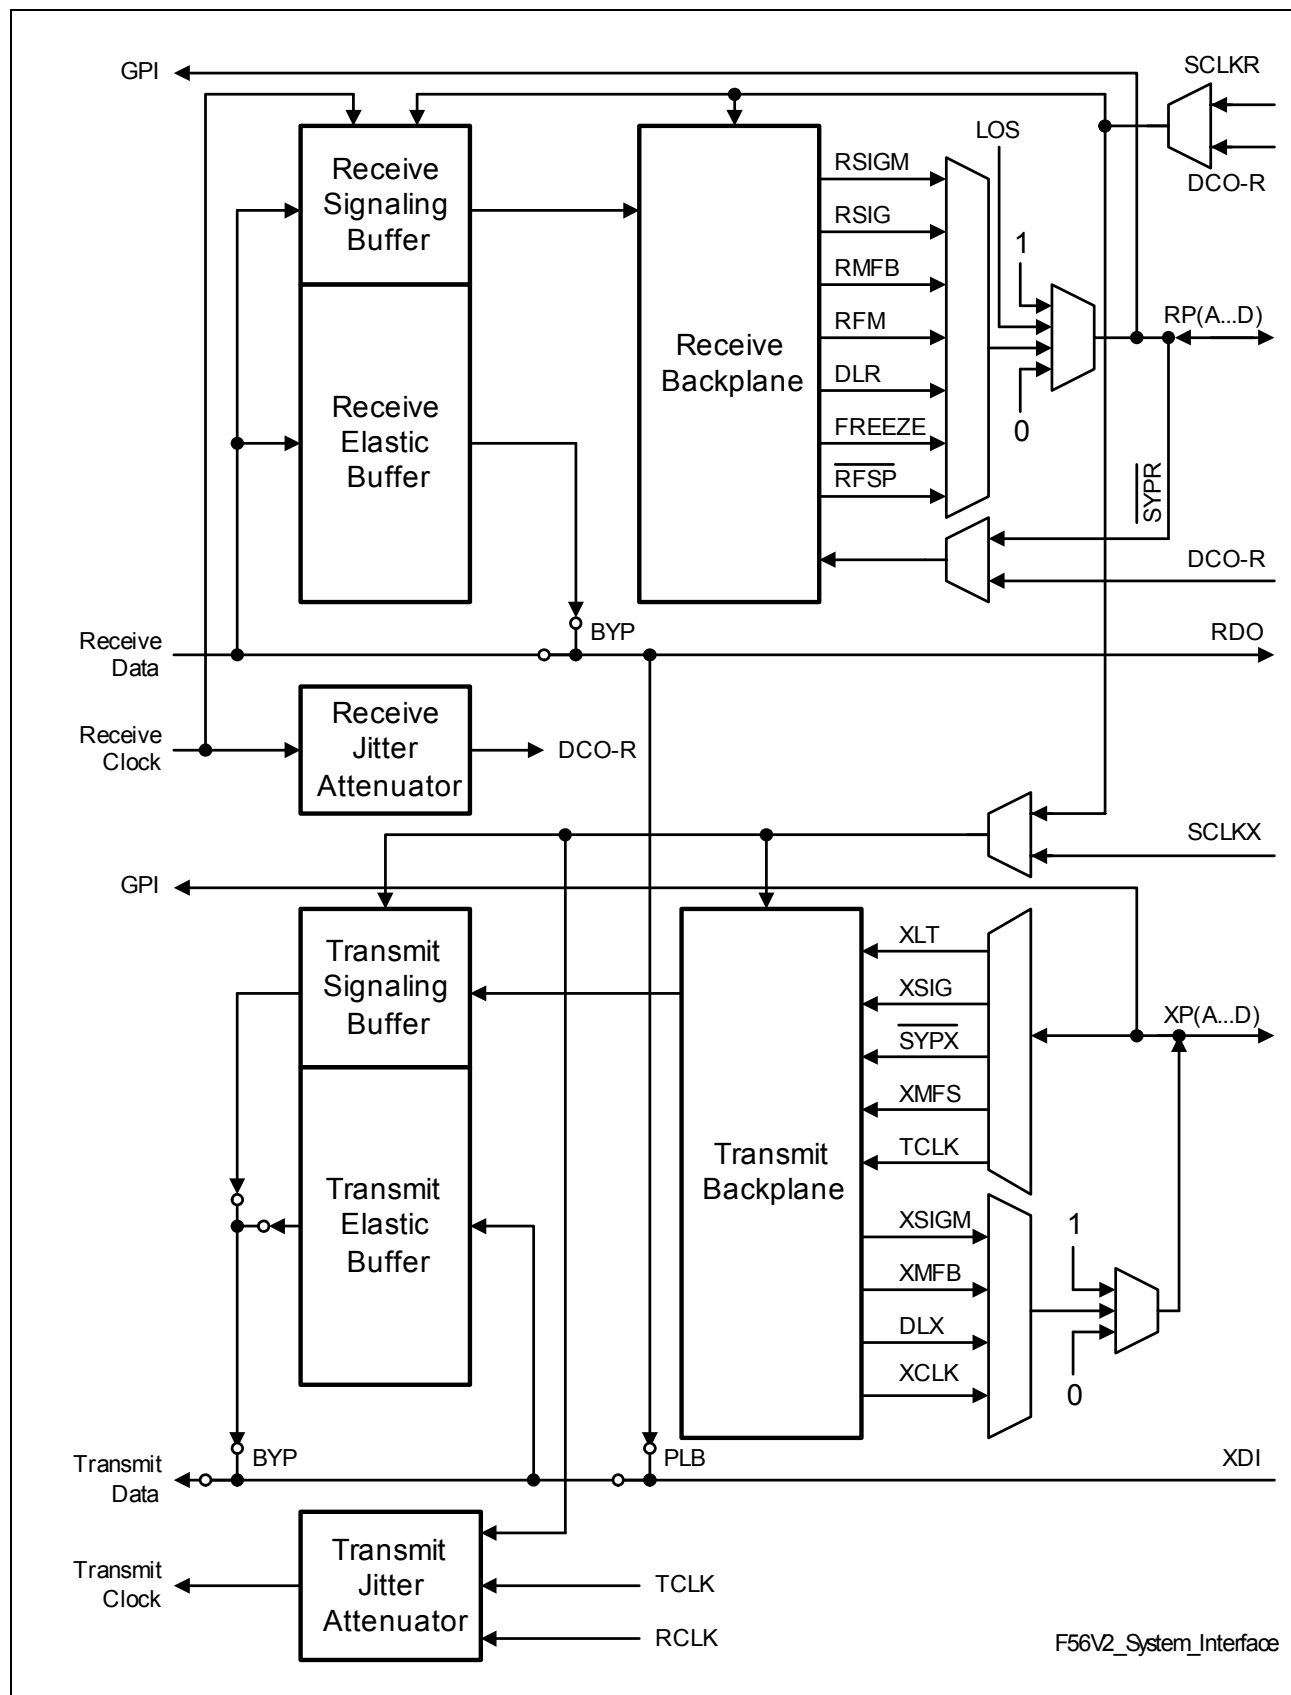 GPI
SCLKR
LOS
DCO-R
Receive
Signaling
Buffer
RSIGM
RSIG
RMFB
RFM
DLR
FREEZE
RFSP
1
0
RP(A...D)
Receive
Backplane
Receive
Elastic
Buffer
SYPR
DCO-R
BYP
RDO
Receive
Data
Receive
Clock
Receive
Jitter
Attenuator
DCO-R
SCLKX
GPI
Transmit
Signaling
Buffer
XLT
XSIG
SYPX
XMFS
TCLK
XP(A...D)
Transmit
Backplane
Transmit
Elastic
Buffer
XSIGM
XMFB
DLX
XCLK
1
0
BYP
PLB
XDI
Transmit
Data
Transmit
Clock
Transmit
Jitter
Attenuator
TCLK
RCLK
F56V2_System_Interface